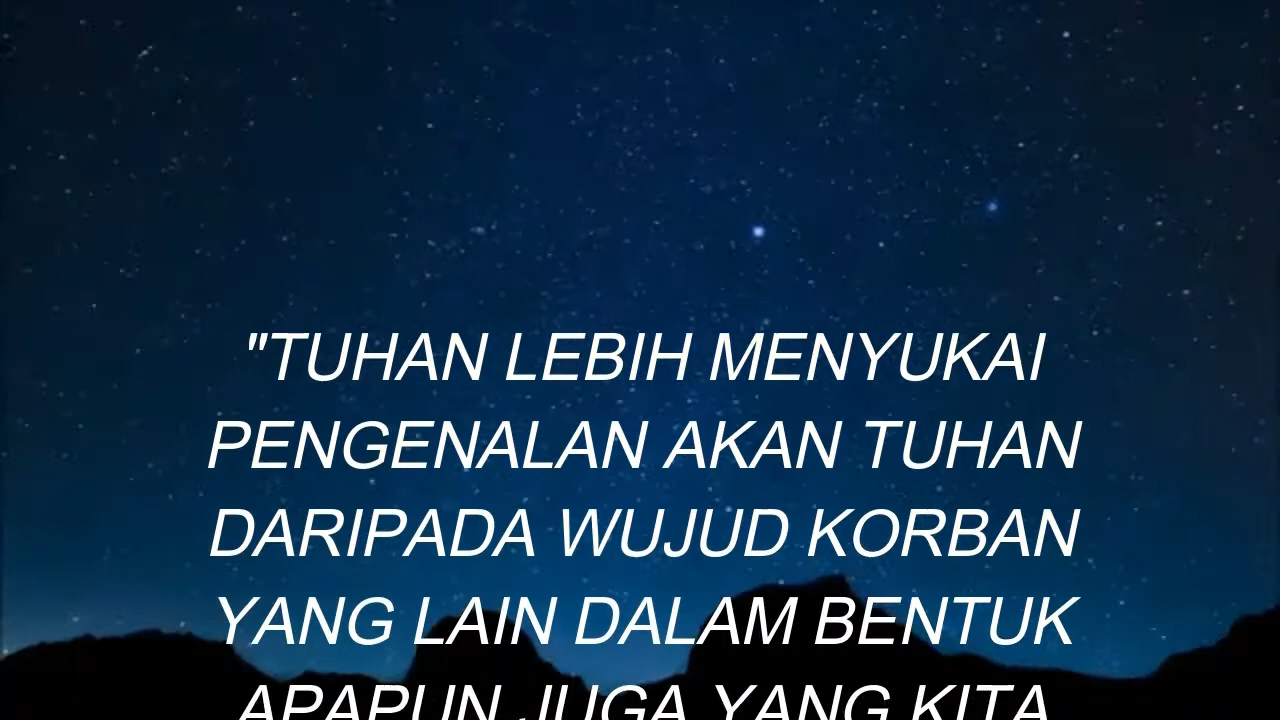 "TUHAN LEBIH MENYUKAI
PENGENALAN AKAN TUHAN
DARIPADA WUJUD KORBAN
YANG LAIN DALAM BENTUK
APAPUN JUGA YANG KITA